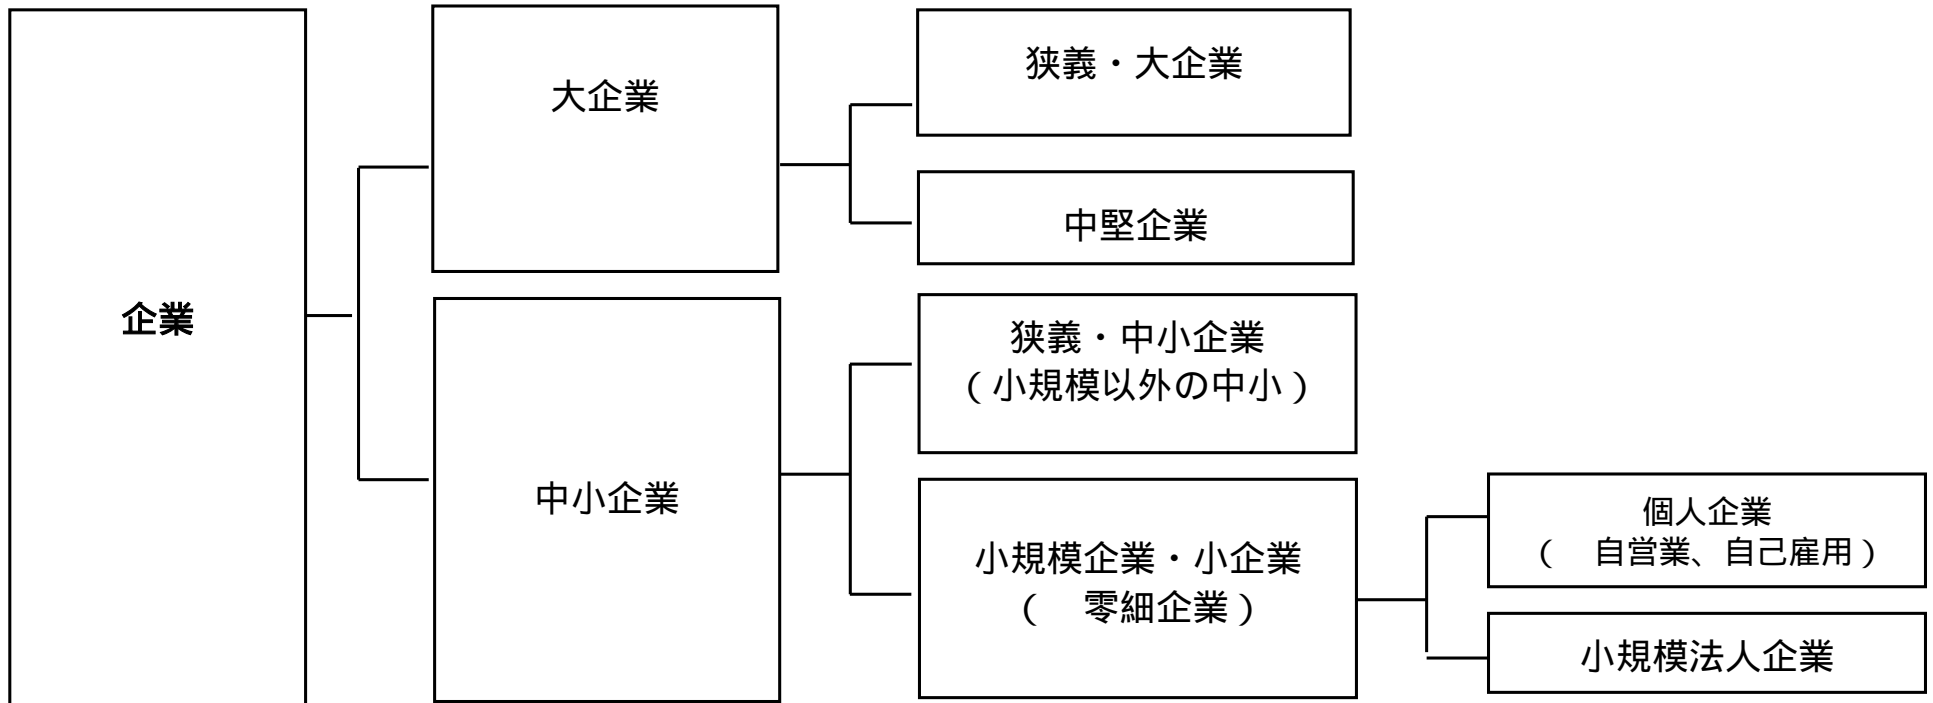 企業
大企業
狭義・大企業
中堅企業
中小企業
狭義・中小企業
（小規模以外の中小）
小規模企業・小企業
（　零細企業）
個人企業
（　自営業、自己雇用）
小規模法人企業